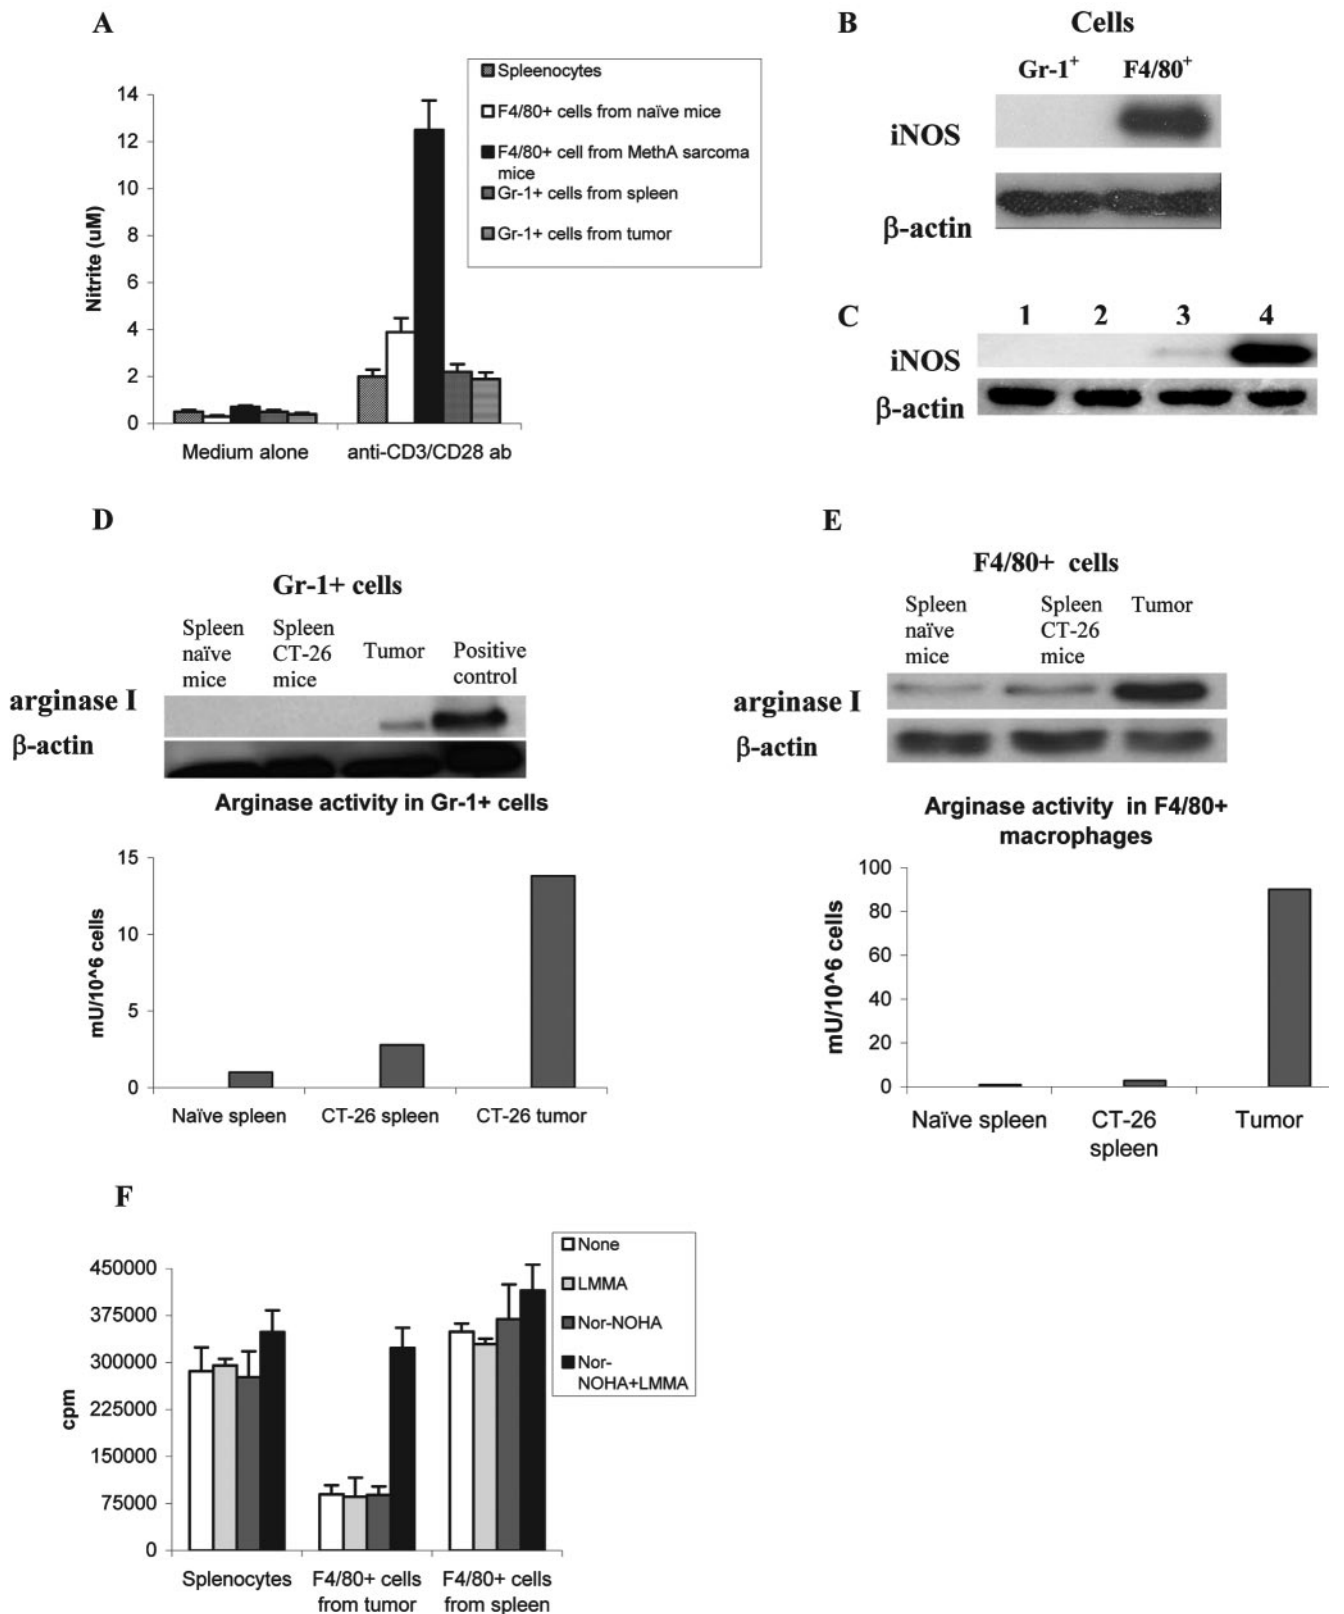 A
Spleenocytes
F4/80+ cells from naïve mice
F4/80+ cell from MethA sarcoma
mice
Gr-1+ cells from spleen
Gr-1+ cells from tumor
Nitrite (uM)
14
12
10
8
6
4
2
0
Medium alone
anti-CD3/CD28 ab
B
Cells
Gr-1+ F4/80+
iNOS
β-actin
C
1 2 3 4
iNOS
β-actin
D
Gr-1+ cells
Spleen
naïve
mice
Spleen
CT-26
mice
Tumor
Positive
control
arginase I
β-actin
Arginase activity in Gr-1+ cells
mU/10^6 cells
15
10
5
0
Naïve spleen
CT-26 spleen
CT-26 tumor
E
F4/80+ cells
Spleen
naïve
mice
Spleen
CT-26
mice
Tumor
arginase I
β-actin
Arginase activity in F4/80+
macrophages
mU/10^6 cells
100
80
60
40
20
0
Naïve spleen
CT-26
spleen
Tumor
F
None
LMMA
Nor-NOHA
Nor-
NOHA+LMMA
cpm
450000
375000
300000
225000
150000
75000
0
Splenocytes
F4/80+ cells
from tumor
F4/80+ cells
from spleen